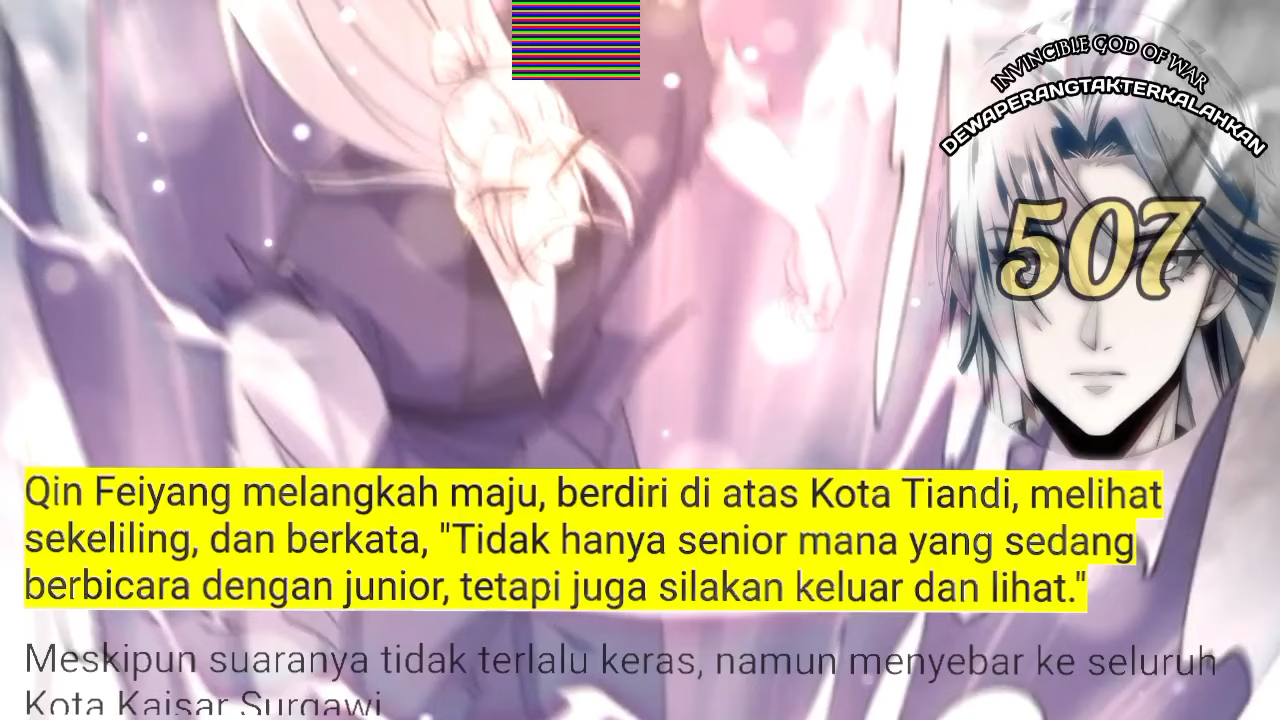 INVINCIBLE GOD OF WAR
DEWAPERANGTAKTERKALAHKAN
507
Qin Feiyang melangkah maju, berdiri di atas Kota Tiandi, melihat
sekeliling, dan berkata, "Tidak hanya senior mana yang sedang
berbicara dengan junior, tetapi juga silakan keluar dan lihat."
Meskipun suaranya tidak terlalu keras, namun menyebar ke seluruh
Kota Kaisar Surgawi